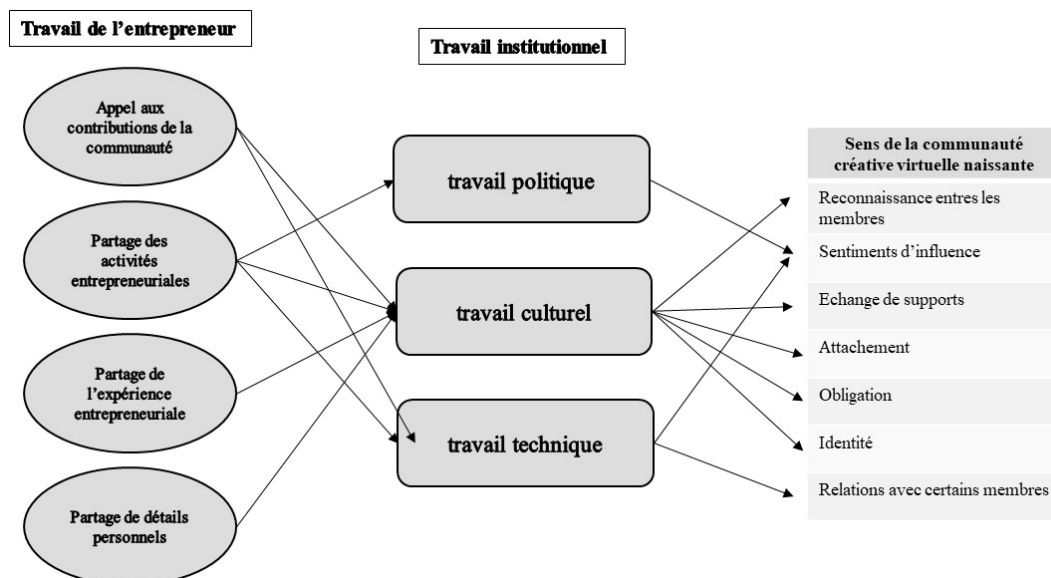 Travail de l’entrepreneur
Travail institutionnel
Appel aux
contributions de la
communauté
Partage des
activités
entrepreneuriales
Partage de
l’expérience
entrepreneuriale
Partage de détails
personnels
travail politique
travail culturel
travail technique
Sens de la communauté
créative virtuelle naissante
Reconnaissance entres les
membres
Sentiments d’influence
Echange de supports
Attachement
Obligation
Identité
Relations avec certains membres